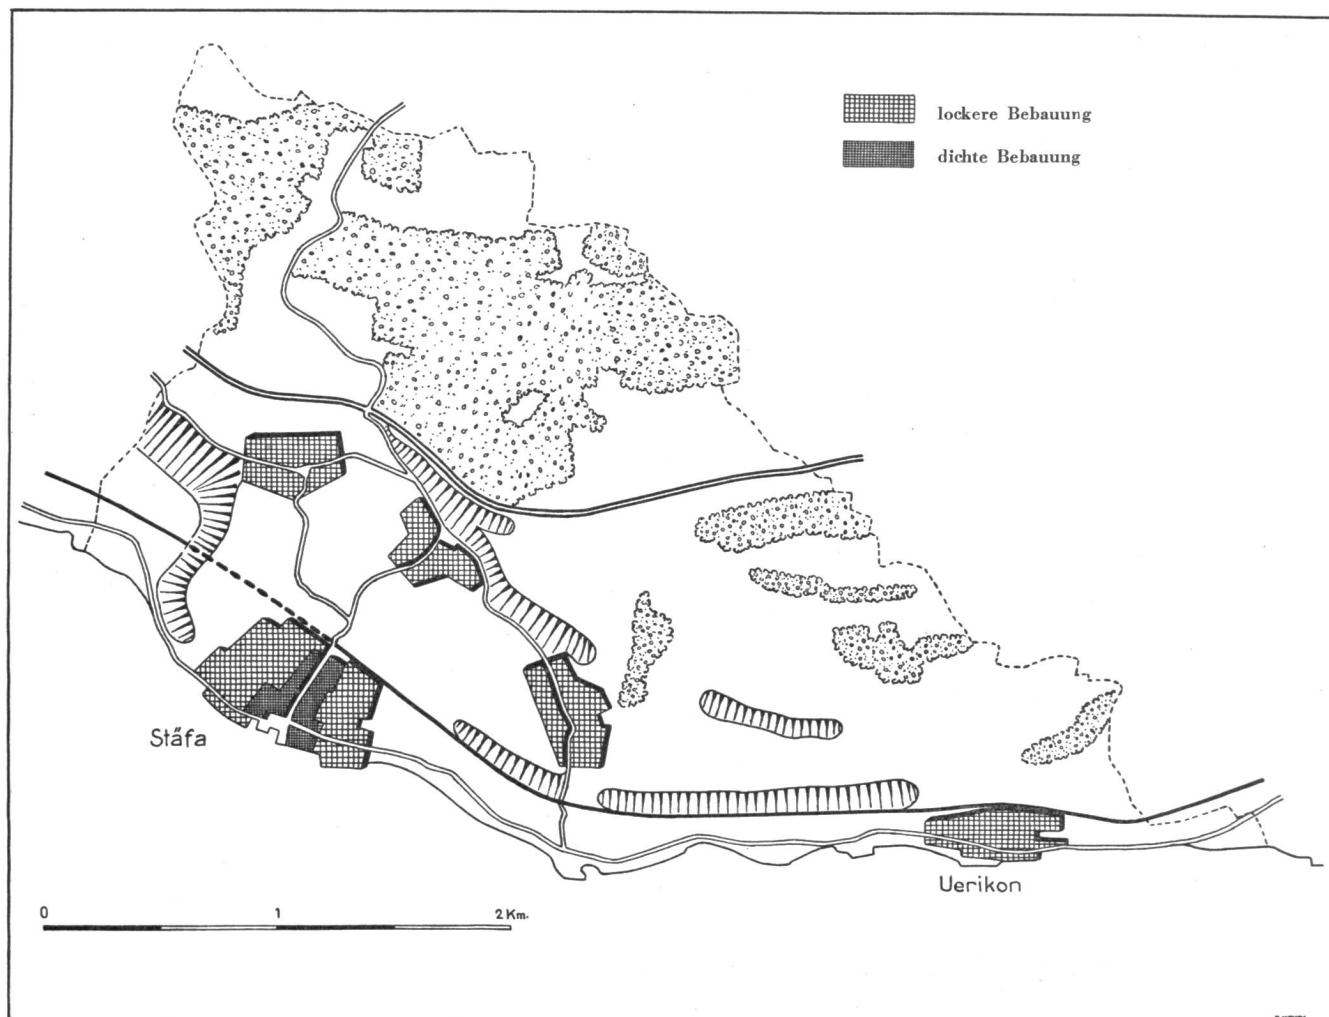 lockere Bebauung
dichte Bebauung
Stäfa
Uerikon
0 1 2 Km.